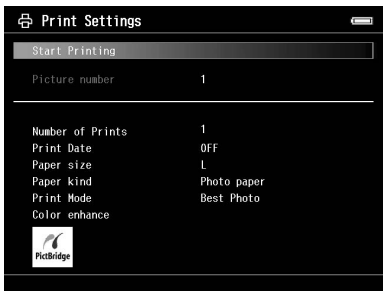 Print Settings
Start Printing
Picture number 1
Number of Prints 1
Print Date OFF
Paper size L
Paper kind Photo paper
Print Mode Best Photo
Color enhance
PictBridge